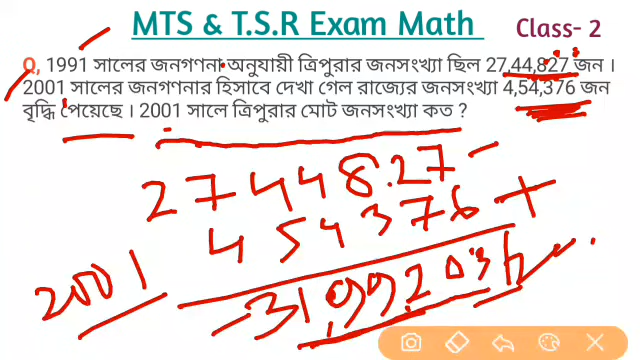 MTS & T.S.R Exam Math
Class- 2
Q, 1991 সালের জনগণনা অনুযায়ী ত্রিপুরার জনসংখ্যা ছিল 27,44,827 জন ।
2001 সালের জনগণনার হিসাবে দেখা গেল রাজ্যের জনসংখ্যা 4,54,376 জন
বৃদ্ধি পেয়েছে । 2001 সালে ত্রিপুরার মোট জনসংখ্যা কত ?
2744827
454376 +
2001